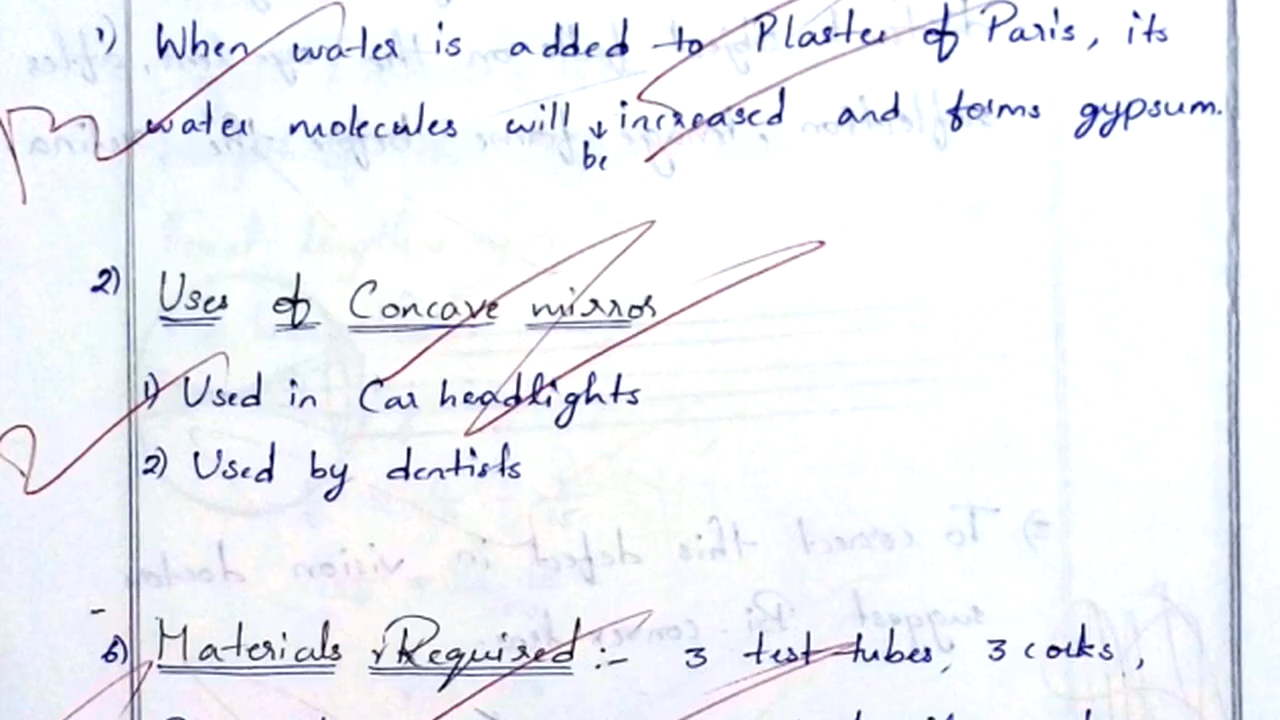 1) When water is added to Plaster of Paris, its
water molecules will increased and forms gypsum.
be
2) Uses of Concave mirror
1) Used in Car headlights
2) Used by dentists
6) Materials Required :- 3 test tubes, 3 corks,